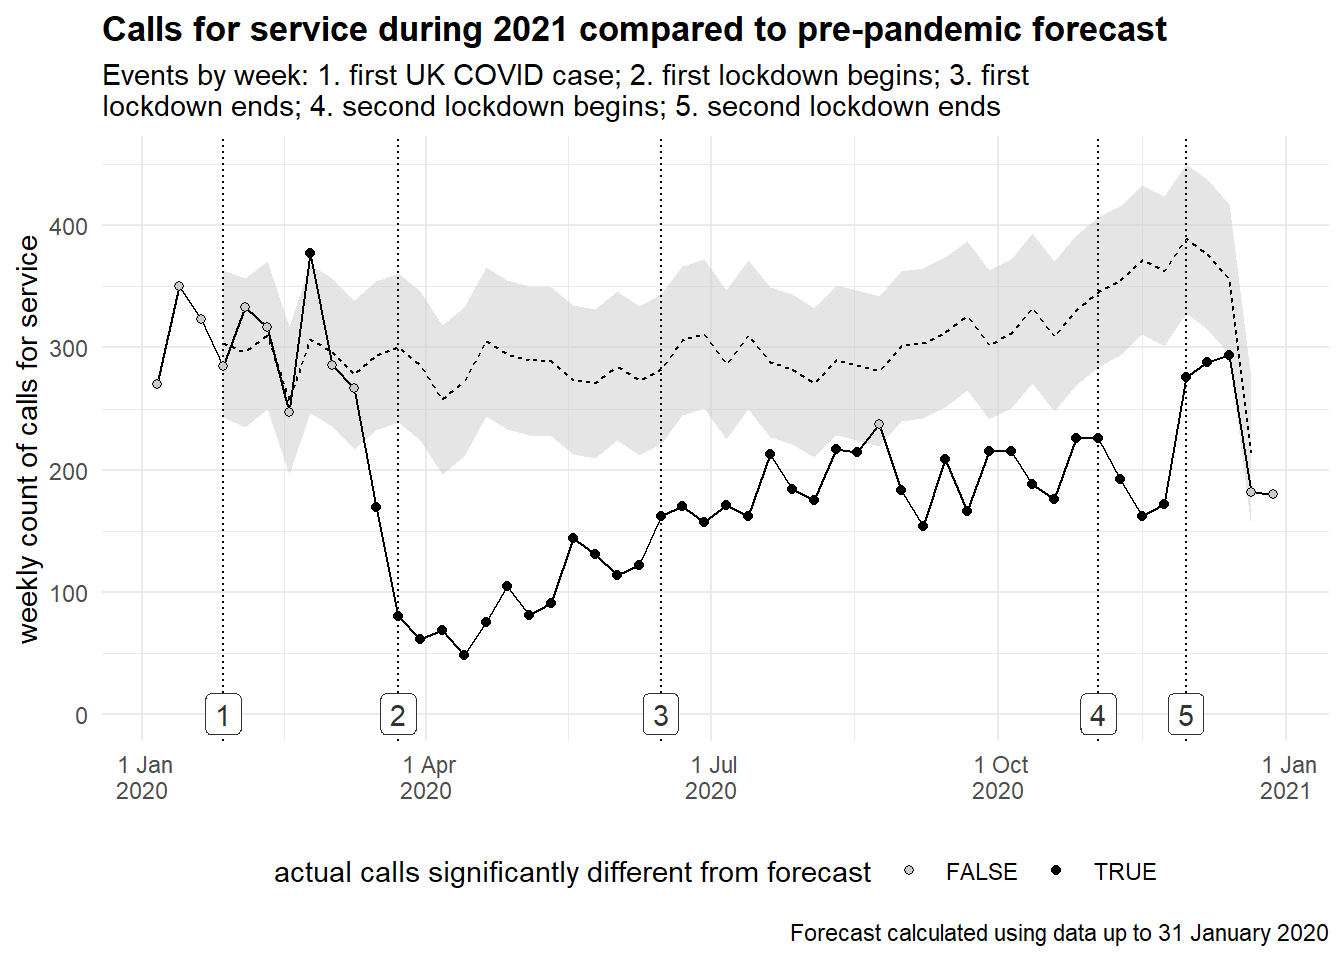 Calls for service during 2021 compared to pre-pandemic forecast
Events by week: 1. first UK COVID case; 2. first lockdown begins; 3. first
lockdown ends; 4. second lockdown begins; 5. second lockdown ends
weekly count of calls for service
400
300
200
100
0
1
2
3
4
5
1 Jan
2020
1 Apr
2020
1 Jul
2020
1 Oct
2020
1 Jan
2021
actual calls significantly different from forecast FALSE TRUE
Forecast calculated using data up to 31 January 2020